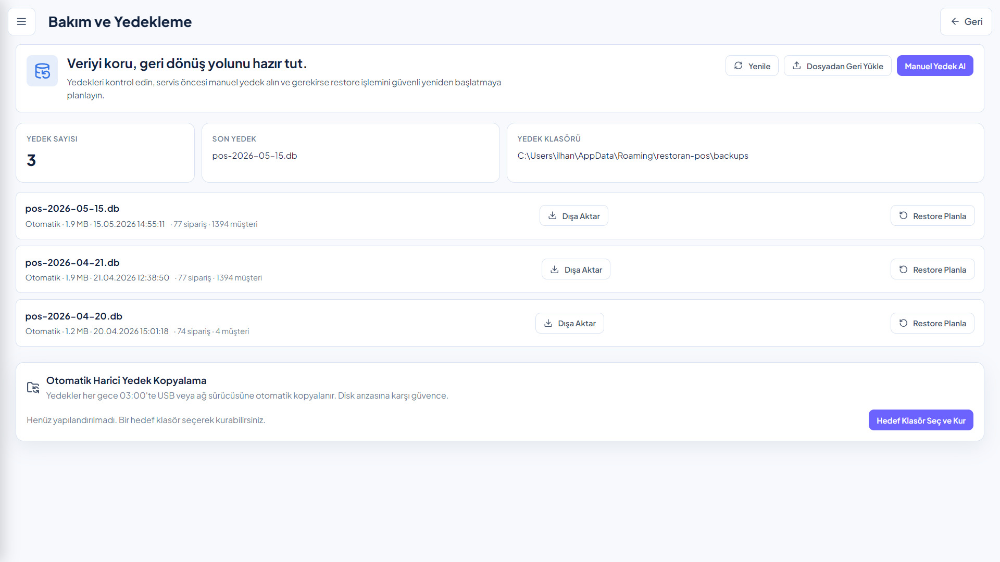 Bakım ve Yedekleme
Geri
Veriyi koru, geri dönüş yolunu hazır tut.
Yedekleri kontrol edin, servis öncesi manuel yedek alın ve gerekirse restore işlemini güvenli yeniden başlatmaya
planlayın.
Yenile
Dosyadan Geri Yükle
Manuel Yedek Al
YEDEK SAYISI
3
SON YEDEK
pos-2026-05-15.db
YEDEK KLASÖRÜ
C:\Users\ilhan\AppData\Roaming\restoran-pos\backups
pos-2026-05-15.db
Otomatik · 1.9 MB · 15.05.2026 14:55:11 · 77 sipariş · 1394 müşteri
Dışa Aktar
Restore Planla
pos-2026-04-21.db
Otomatik · 1.9 MB · 21.04.2026 12:38:50 · 77 sipariş · 1394 müşteri
Dışa Aktar
Restore Planla
pos-2026-04-20.db
Otomatik · 1.2 MB · 20.04.2026 15:01:18 · 74 sipariş · 4 müşteri
Dışa Aktar
Restore Planla
Otomatik Harici Yedek Kopyalama
Yedekler her gece 03:00'te USB veya ağ sürücüsüne otomatik kopyalanır. Disk arızasına karşı güvence.
Henüz yapılandırılmadı. Bir hedef klasör seçerek kurabilirsiniz.
Hedef Klasör Seç ve Kur